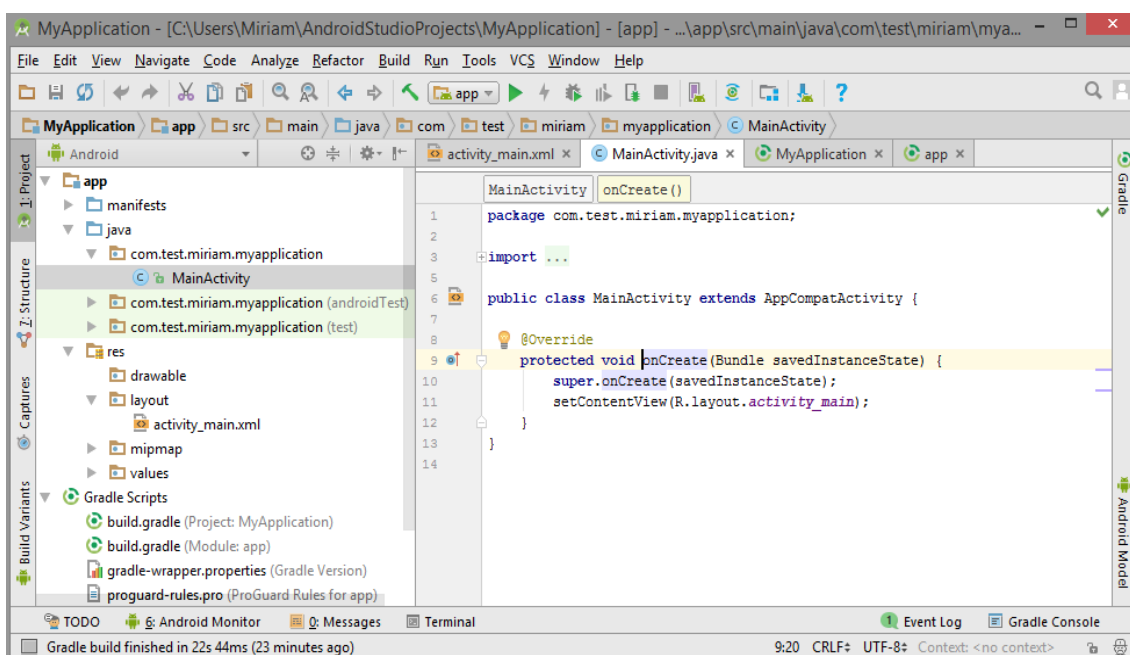 MyApplication - [C:\Users\Miriam\AndroidStudioProjects\MyApplication] - [app] - ...\app\src\main\java\com\test\miriam\mya...
File Edit View Navigate Code Analyze Refactor Build Run Tools VCS Window Help
app
MyApplication app src main java com test miriam myapplication MainActivity
Android
activity_main.xml MainActivity.java MyApplication app
1: Project
7: Structure
Captures
Build Variants
app
manifests
java
com.test.miriam.myapplication
MainActivity
com.test.miriam.myapplication (androidTest)
com.test.miriam.myapplication (test)
res
drawable
layout
activity_main.xml
mipmap
values
Gradle Scripts
build.gradle (Project: MyApplication)
build.gradle (Module: app)
gradle-wrapper.properties (Gradle Version)
proguard-rules.pro (ProGuard Rules for app)
MainActivity onCreate()
1 package com.test.miriam.myapplication;
2
3 import ...
5
6 public class MainActivity extends AppCompatActivity {
7
8 @Override
9 protected void onCreate(Bundle savedInstanceState) {
10 super.onCreate(savedInstanceState);
11 setContentView(R.layout.activity_main);
12 }
13 }
14
Gradle
Android Model
TODO 6: Android Monitor 0: Messages Terminal 1 Event Log Gradle Console
Gradle build finished in 22s 44ms (23 minutes ago) 9:20 CRLF UTF-8 Context: <no context>